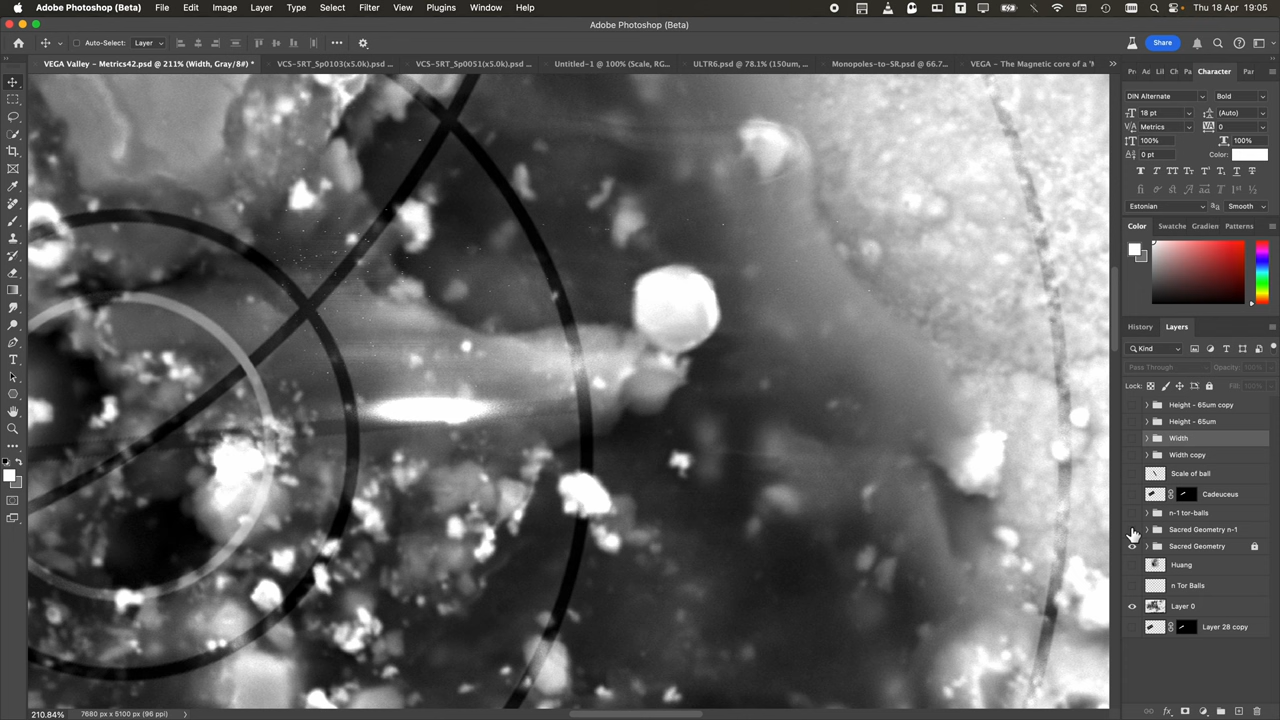 Adobe Photoshop (Beta) File Edit Image Layer Type Select Filter Plugins Window Help Thu 18 Apr 19:05
Adobe Photoshop (Beta)
Auto-Select: Layer Share
VEGA Valley – Metrics42.psd @ 211% (Width, Gray/8#) * VCS-5RT_Sp0103(x5.0k).psd ... VCS-5RT_Sp0051(x5.0k).psd ... Untitled-1 @ 100% (Scale, RG... ULTR6.psd @ 78.1% (150um, ... Monopoles-to-SR.psd @ 66.7... VEGA – The Magnetic core of a
Ad Lil Ch Pa Character Par
DIN Alternate Bold
18 pt (Auto)
Metrics 0
100% 100%
0 pt Color:
Estonian Smooth
Color Swatche Gradien Patterns
History Layers
Kind
Pass Through Opacity: 100%
Lock: Fill: 100%
Height - 65um copy
Height - 65um
Width
Width copy
Scale of ball
Cadeuceus
n-1 tor-balls
Sacred Geometry n-1
Sacred Geometry
Huang
n Tor Balls
Layer 0
Layer 28 copy
210.84% 7680 px x 5100 px (96 ppi)